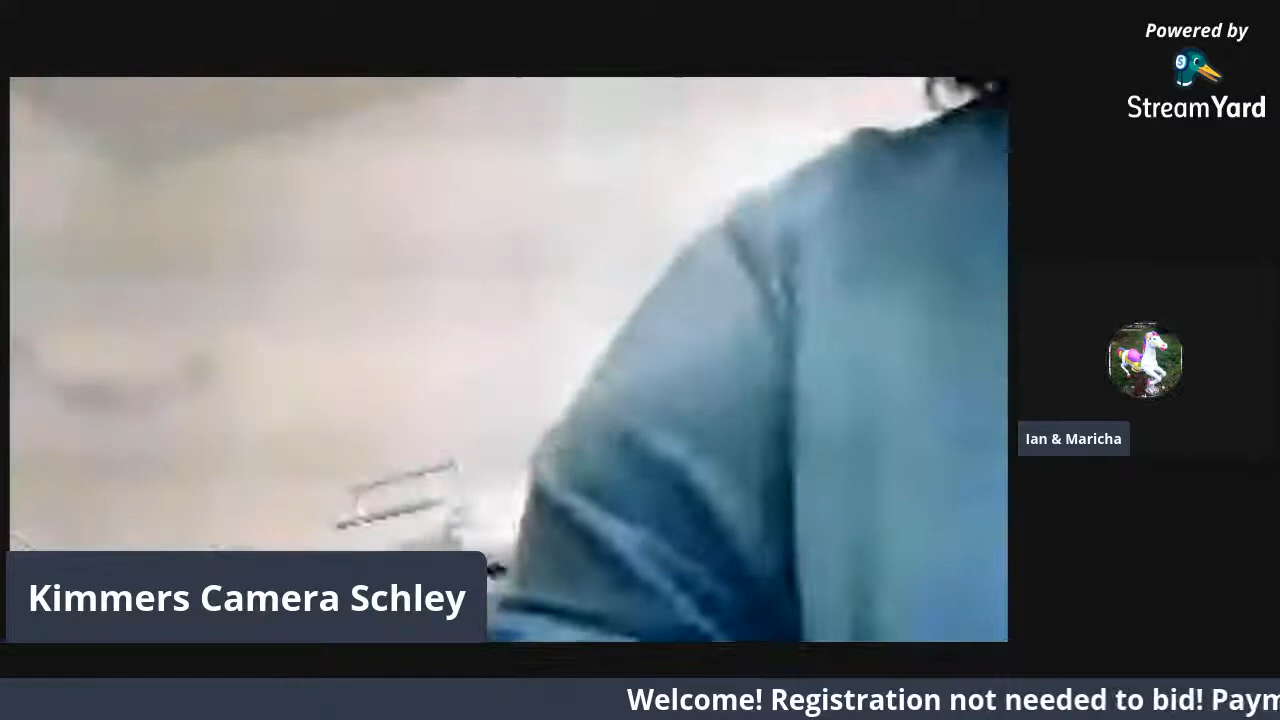 Powered by
StreamYard
Ian & Maricha
Kimmers Camera Schley
Welcome! Registration not needed to bid! Paym